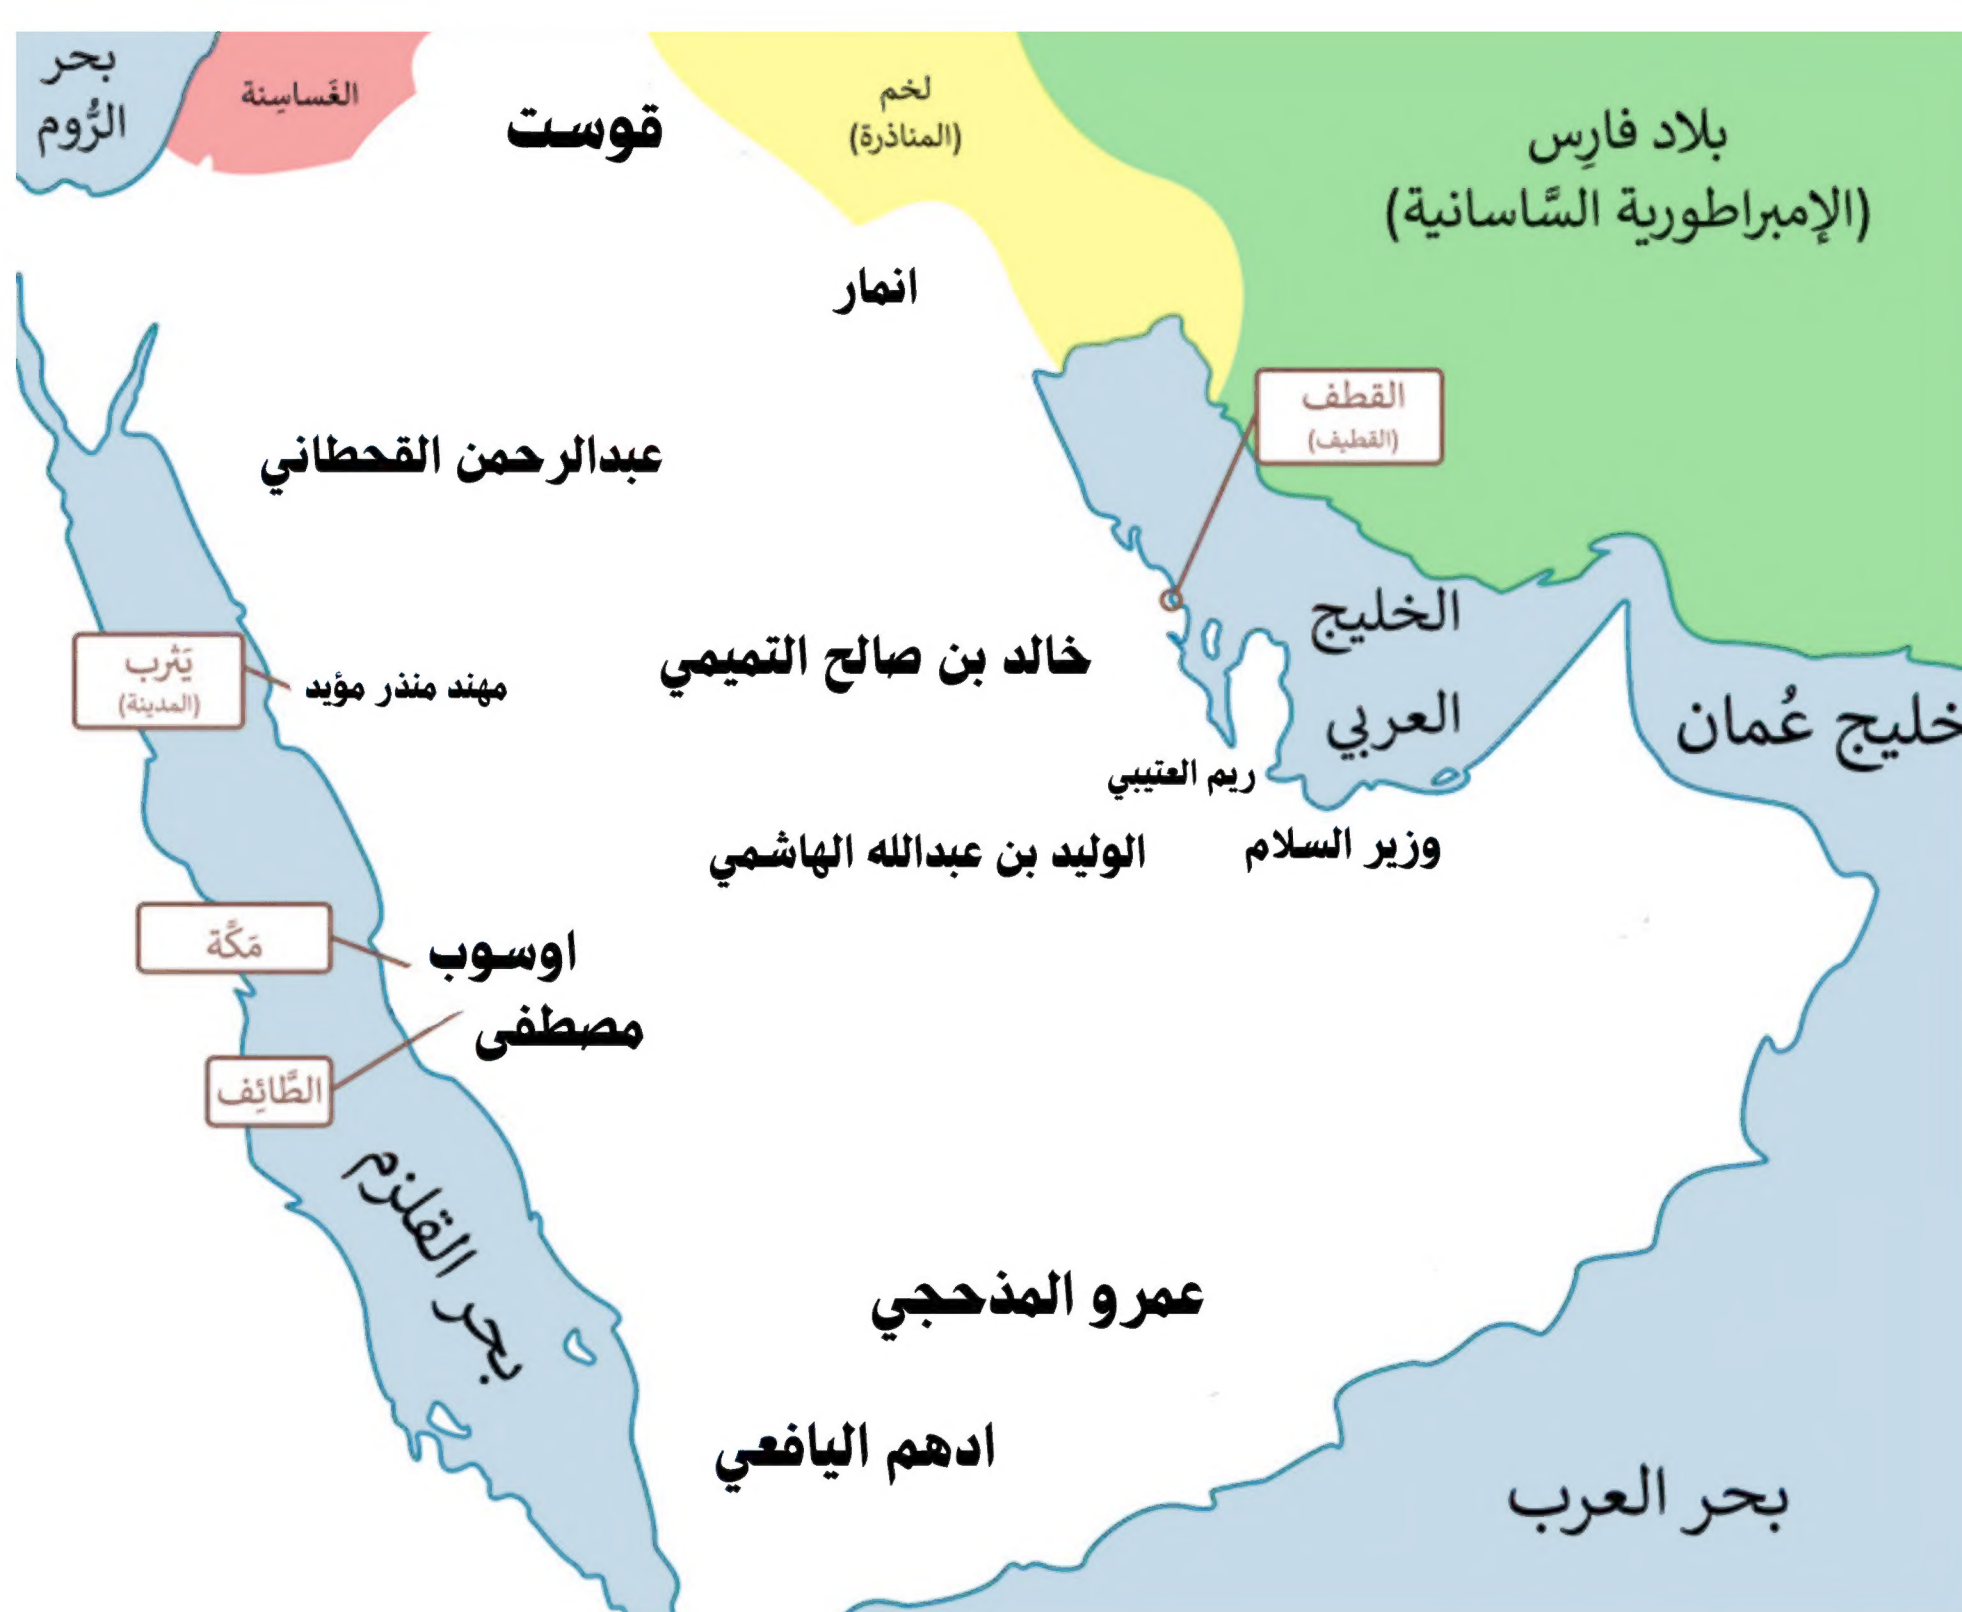 بحر
الرُّوم
الغَساسِنة
قوست
لخم
(المناذرة)
بلاد فارِس
(الإمبراطورية السَّاسانية)
انمار
القطف
(القطيف)
عبدالرحمن القحطاني
الخليج
العربي
خليج عُمان
يَثرب
(المدينة)
مهند منذر مؤيد
خالد بن صالح التميمي
ريم العتيبي
الوليد بن عبدالله الهاشمي
وزير السلام
مَكَّة
اوسوب
مصطفى
الطَّائِف
بحر القلزم
عمرو المذحجي
ادهم اليافعي
بحر العرب